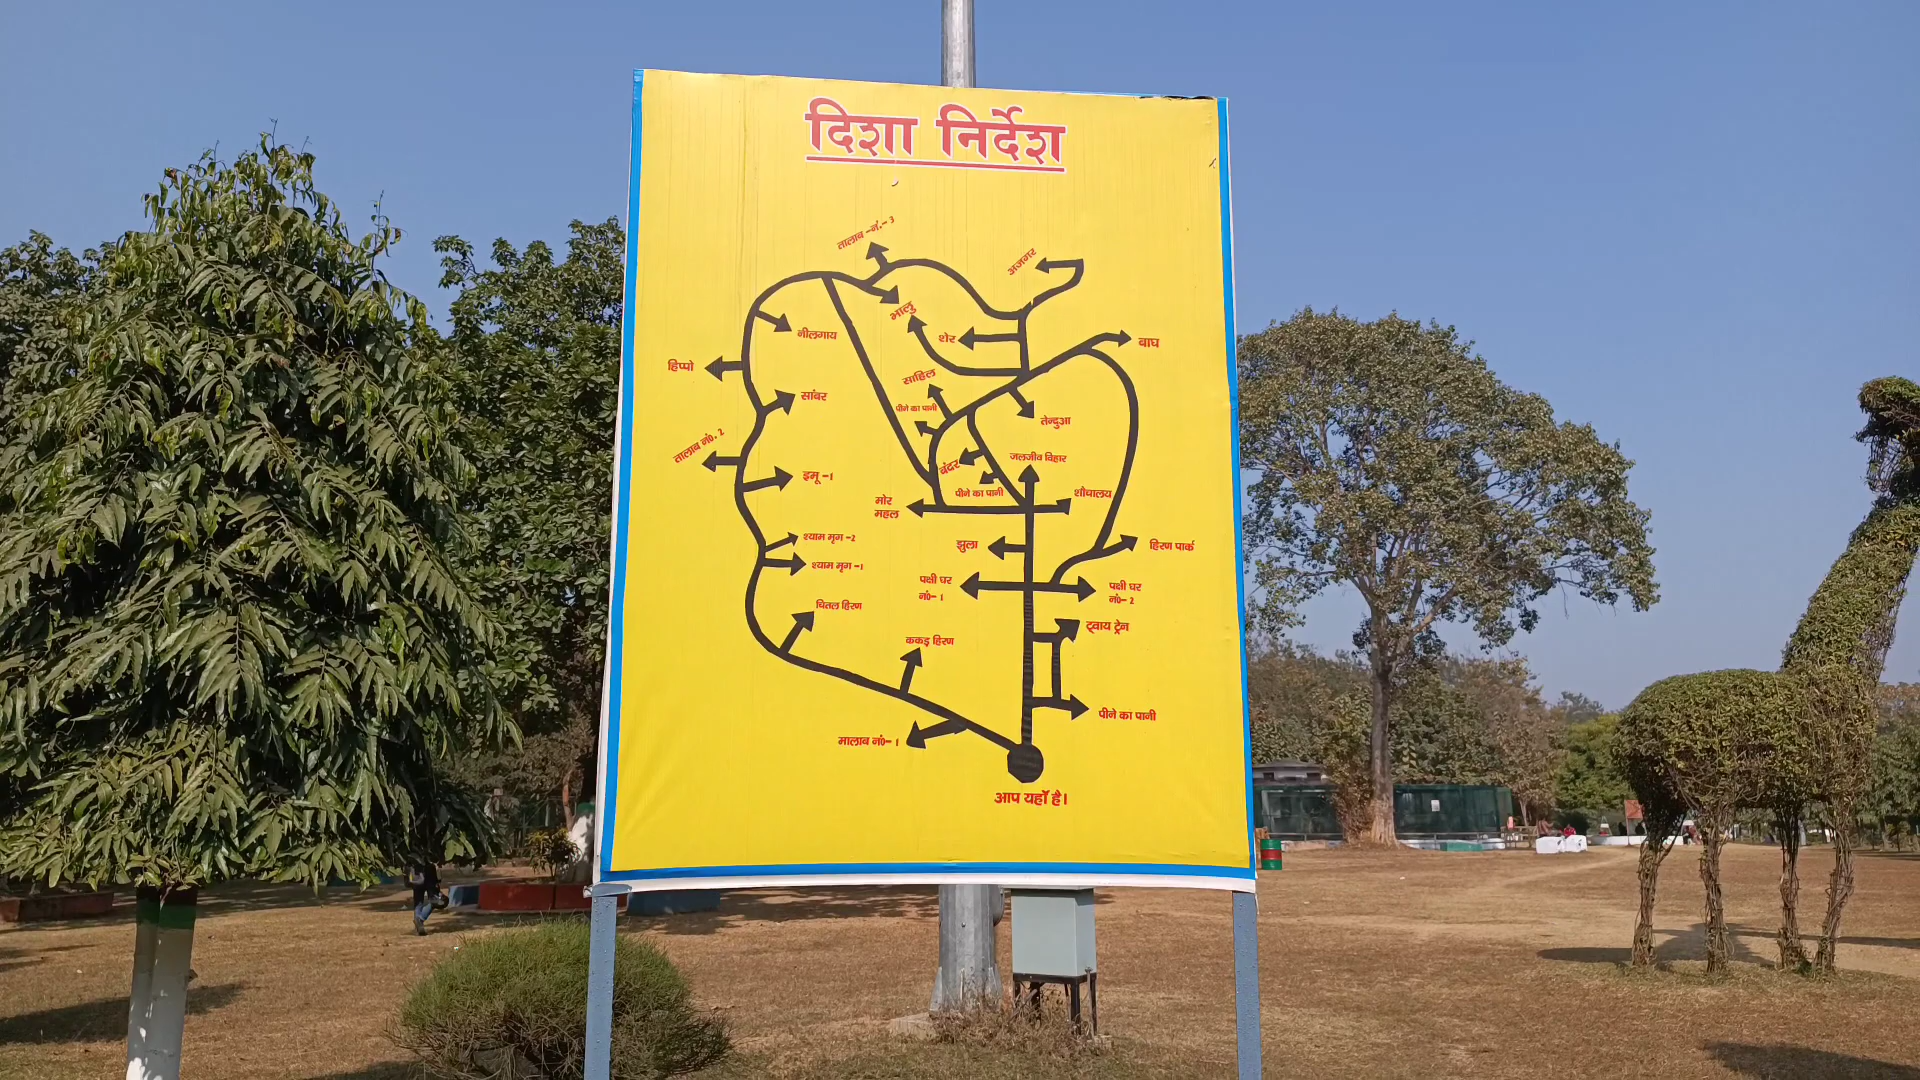 दिशा निर्देश
तालाब -नं.- 3
अजगर
भालु
नीलगाय
शेर
बाघ
हिप्पो
साहिल
सांबर
पीने का पानी
तेन्दुआ
तालाब नं०. 2
बंदर
जलजीव विहार
इमू -1
पीने का पानी
शौचालय
मोर
महल
श्याम मृग -2
झुला
हिरण पार्क
श्याम मृग -1
पक्षी घर
नं०- 1
पक्षी घर
नं०- 2
चितल हिरण
ट्वाय ट्रेन
ककड़ हिरण
पीने का पानी
मालाब नं०- 1
आप यहाँ है।